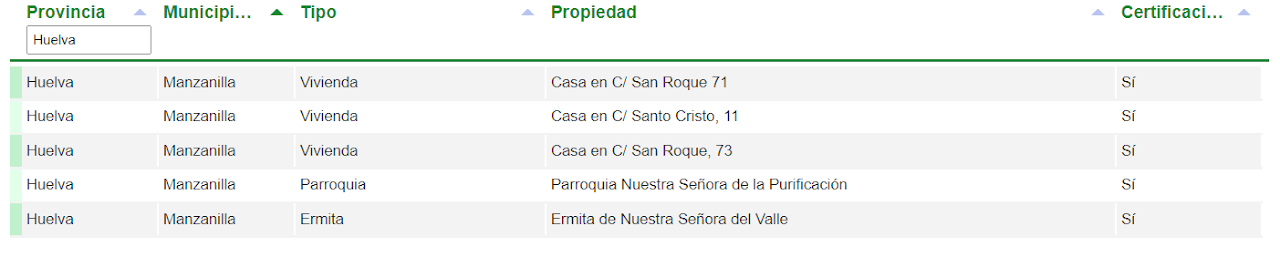 Provincia Municipi... Tipo Propiedad Certificaci...
Huelva
Huelva Manzanilla Vivienda Casa en C/ San Roque 71 Sí
Huelva Manzanilla Vivienda Casa en C/ Santo Cristo, 11 Sí
Huelva Manzanilla Vivienda Casa en C/ San Roque, 73 Sí
Huelva Manzanilla Parroquia Parroquia Nuestra Señora de la Purificación Sí
Huelva Manzanilla Ermita Ermita de Nuestra Señora del Valle Sí